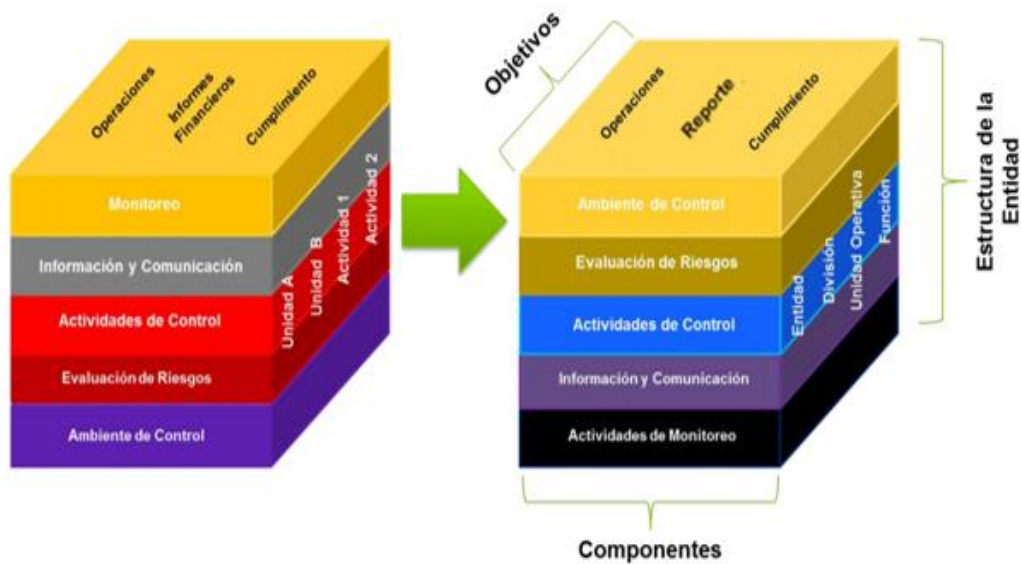 Operaciones
Informes
Financieros
Cumplimiento
Monitoreo
Información y Comunicación
Actividades de Control
Evaluación de Riesgos
Ambiente de Control
Unidad A
Unidad B
Actividad 1
Actividad 2
Objetivos
Operaciones
Reporte
Cumplimiento
Ambiente de Control
Evaluación de Riesgos
Actividades de Control
Información y Comunicación
Actividades de Monitoreo
Entidad
División
Unidad Operativa
Función
Estructura de la
Entidad
Componentes